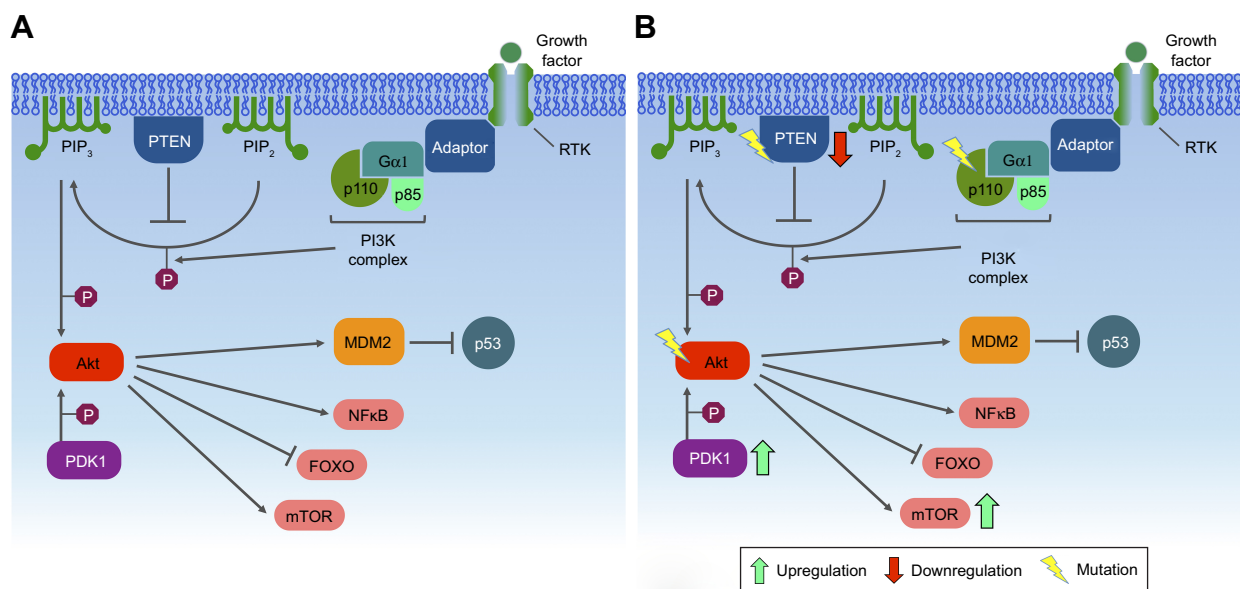 A
Growth
factor
PIP3
PTEN
PIP2
Adaptor
RTK
Gα1
p110
p85
PI3K
complex
P
P
Akt
MDM2
p53
P
NFκB
PDK1
FOXO
mTOR
B
Growth
factor
PIP3
PTEN
PIP2
Adaptor
RTK
Gα1
p110
p85
PI3K
complex
P
P
Akt
MDM2
p53
P
NFκB
PDK1
FOXO
mTOR
Upregulation Downregulation Mutation